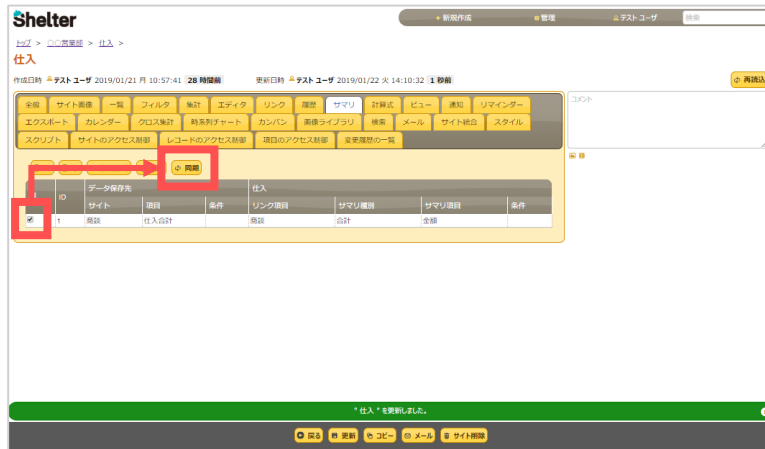 Shelter
新規作成 管理 テスト ユーザ 検索
トップ > 〇〇営業部 > 仕入 >
仕入
作成日時 テスト ユーザ 2019/01/21 月 10:57:41 28 時間前 更新日時 テスト ユーザ 2019/01/22 火 14:10:32 1 秒前 再読込
全般 サイト画像 一覧 フィルタ 集計 エディタ リンク 履歴 サマリ 計算式 ビュー 通知 リマインダー
コメント
エクスポート カレンダー クロス集計 時系列チャート カンバン 画像ライブラリ 検索 メール サイト統合 スタイル
スクリプト サイトのアクセス制御 レコードのアクセス制御 項目のアクセス制御 変更履歴の一覧
同期
ID データ保存先 仕入
サイト 項目 条件 リンク項目 サマリ種別 サマリ項目 条件
1 商談 仕入合計 商談 合計 金額
" 仕入 " を更新しました。
戻る 更新 コピー メール サイト削除